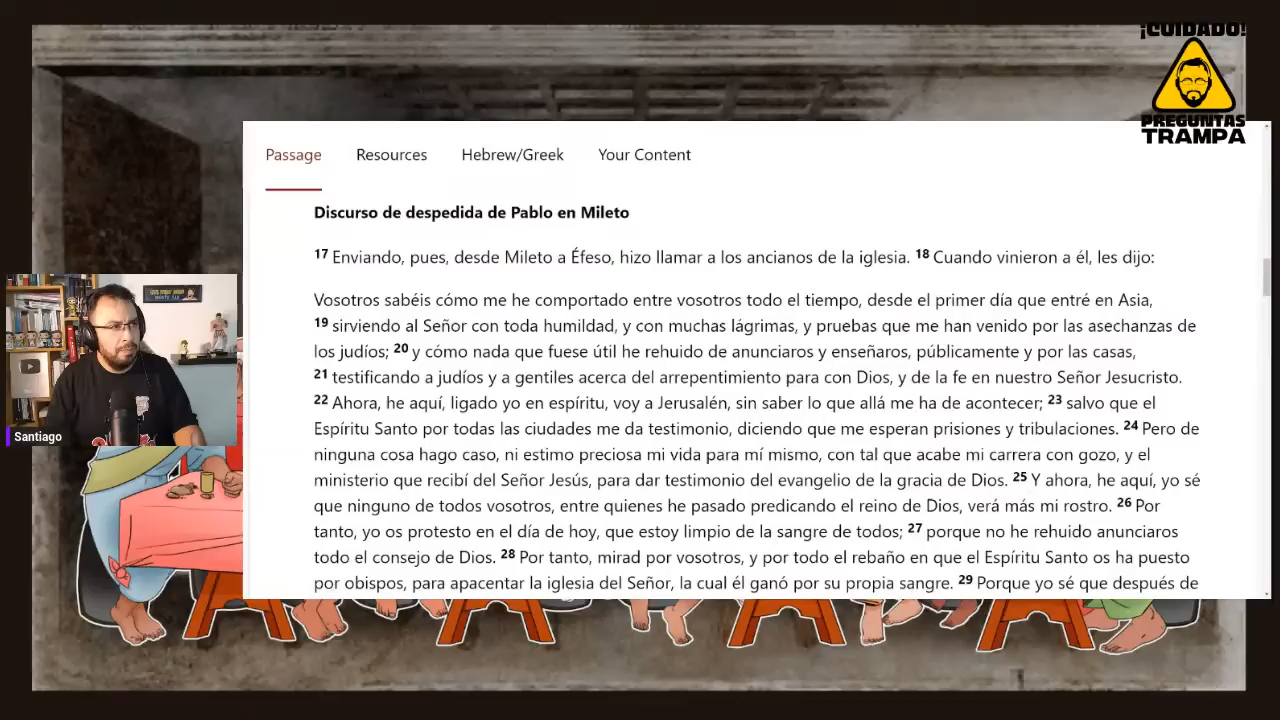 ¡CUIDADO!
PREGUNTAS
TRAMPA
Passage Resources Hebrew/Greek Your Content
Discurso de despedida de Pablo en Mileto
17 Enviando, pues, desde Mileto a Éfeso, hizo llamar a los ancianos de la iglesia. 18 Cuando vinieron a él, les dijo:
Vosotros sabéis cómo me he comportado entre vosotros todo el tiempo, desde el primer día que entré en Asia,
19 sirviendo al Señor con toda humildad, y con muchas lágrimas, y pruebas que me han venido por las asechanzas de
los judíos; 20 y cómo nada que fuese útil he rehuido de anunciaros y enseñaros, públicamente y por las casas,
21 testificando a judíos y a gentiles acerca del arrepentimiento para con Dios, y de la fe en nuestro Señor Jesucristo.
22 Ahora, he aquí, ligado yo en espíritu, voy a Jerusalén, sin saber lo que allá me ha de acontecer; 23 salvo que el
Espíritu Santo por todas las ciudades me da testimonio, diciendo que me esperan prisiones y tribulaciones. 24 Pero de
ninguna cosa hago caso, ni estimo preciosa mi vida para mí mismo, con tal que acabe mi carrera con gozo, y el
ministerio que recibí del Señor Jesús, para dar testimonio del evangelio de la gracia de Dios. 25 Y ahora, he aquí, yo sé
que ninguno de todos vosotros, entre quienes he pasado predicando el reino de Dios, verá más mi rostro. 26 Por
tanto, yo os protesto en el día de hoy, que estoy limpio de la sangre de todos; 27 porque no he rehuido anunciaros
todo el consejo de Dios. 28 Por tanto, mirad por vosotros, y por todo el rebaño en que el Espíritu Santo os ha puesto
por obispos, para apacentar la iglesia del Señor, la cual él ganó por su propia sangre. 29 Porque yo sé que después de
Santiago